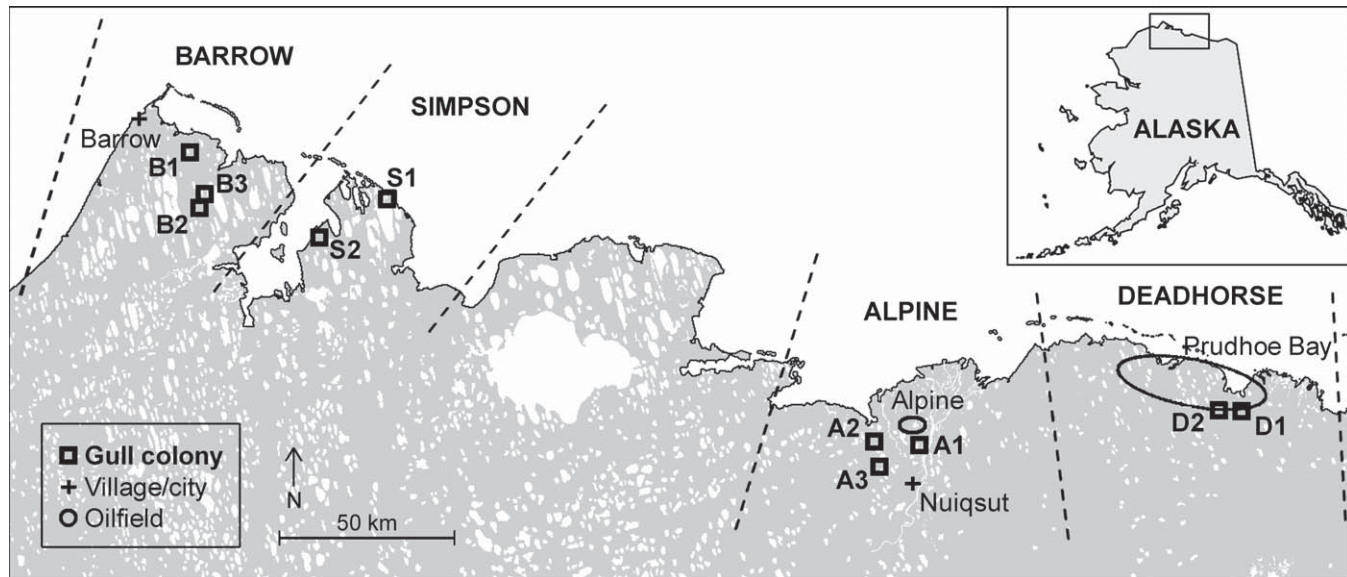 BARROW
SIMPSON
ALASKA
Barrow
B1
B3
B2
S1
S2
ALPINE
DEADHORSE
Prudhoe Bay
Alpine
A2
A1
A3
D2
D1
Nuiqsut
Gull colony
Village/city
Oilfield
N
50 km